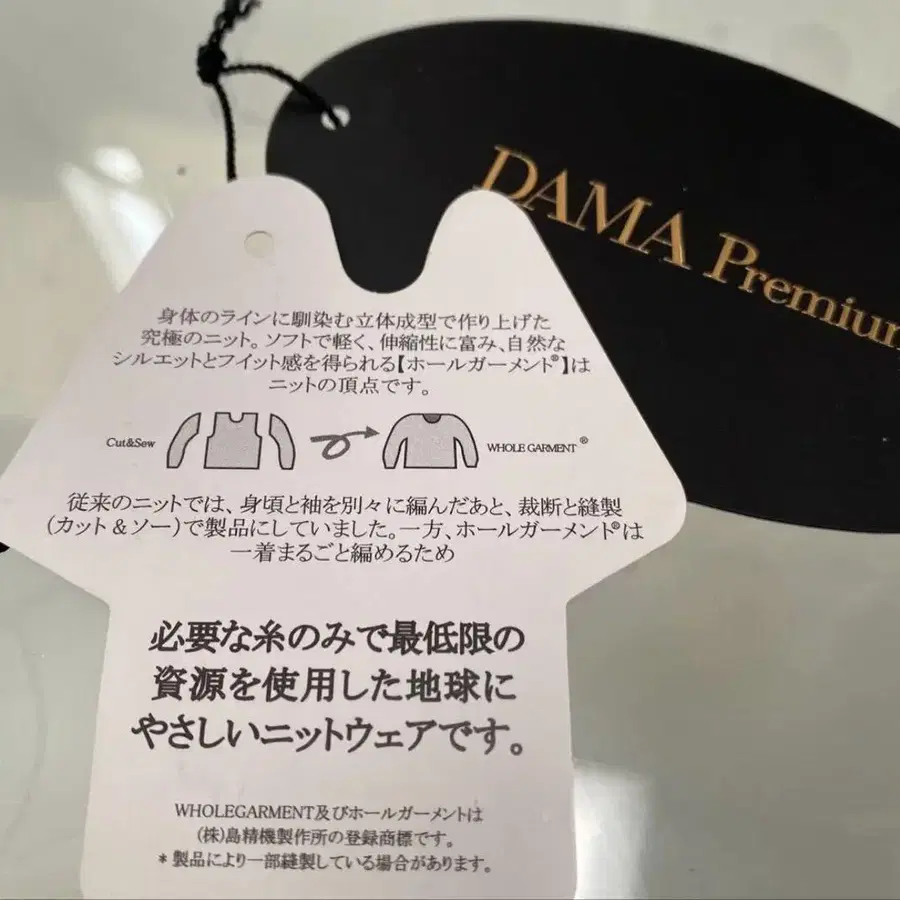 DAMA Premium
身体のラインに馴染む立体成型で作り上げた
究極のニット。ソフトで軽く、伸縮性に富み、自然な
シルエットとフイット感を得られる【ホールガーメント®】は
ニットの頂点です。
Cut&Sew
WHOLE GARMENT®
従来のニットでは、身頃と袖を別々に編んだあと、裁断と縫製
(カット&ソー)で製品にしていました。一方、ホールガーメント®は
一着まるごと編めるため
必要な糸のみで最低限の
資源を使用した地球に
やさしいニットウェアです。
WHOLEGARMENT及びホールガーメントは
(株)島精機製作所の登録商標です。
*製品により一部縫製している場合があります。